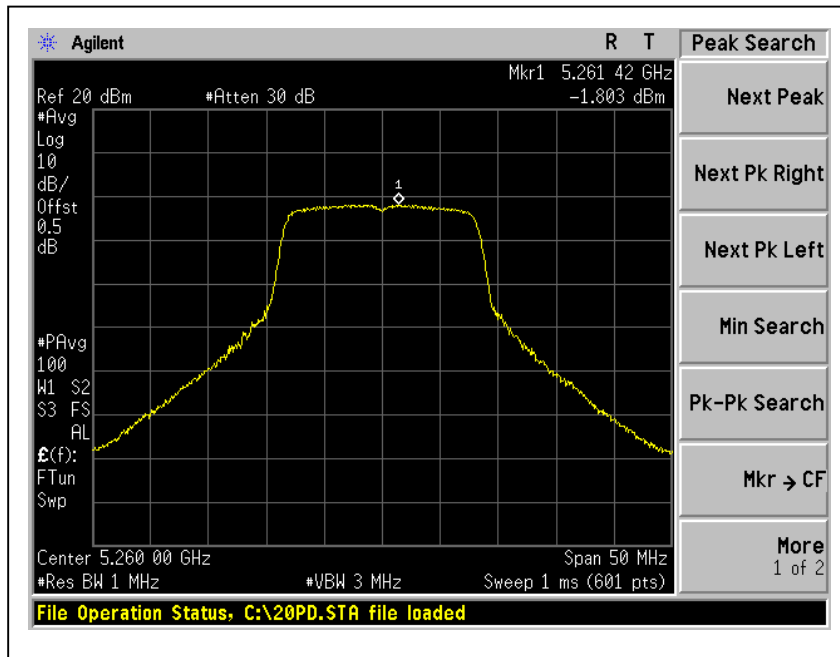 Agilent R T
Peak Search
Mkr1 5.261 42 GHz
Ref 20 dBm #Atten 30 dB -1.803 dBm
#Avg
Log
10
dB/
Offst
0.5
dB
1
#PAvg
100
W1 S2
S3 FS
AL
£(f):
FTun
Swp
Center 5.260 00 GHz Span 50 MHz
#Res BW 1 MHz #VBW 3 MHz Sweep 1 ms (601 pts)
File Operation Status, C:\20PD.STA file loaded
Next Peak
Next Pk Right
Next Pk Left
Min Search
Pk-Pk Search
Mkr → CF
More
1 of 2